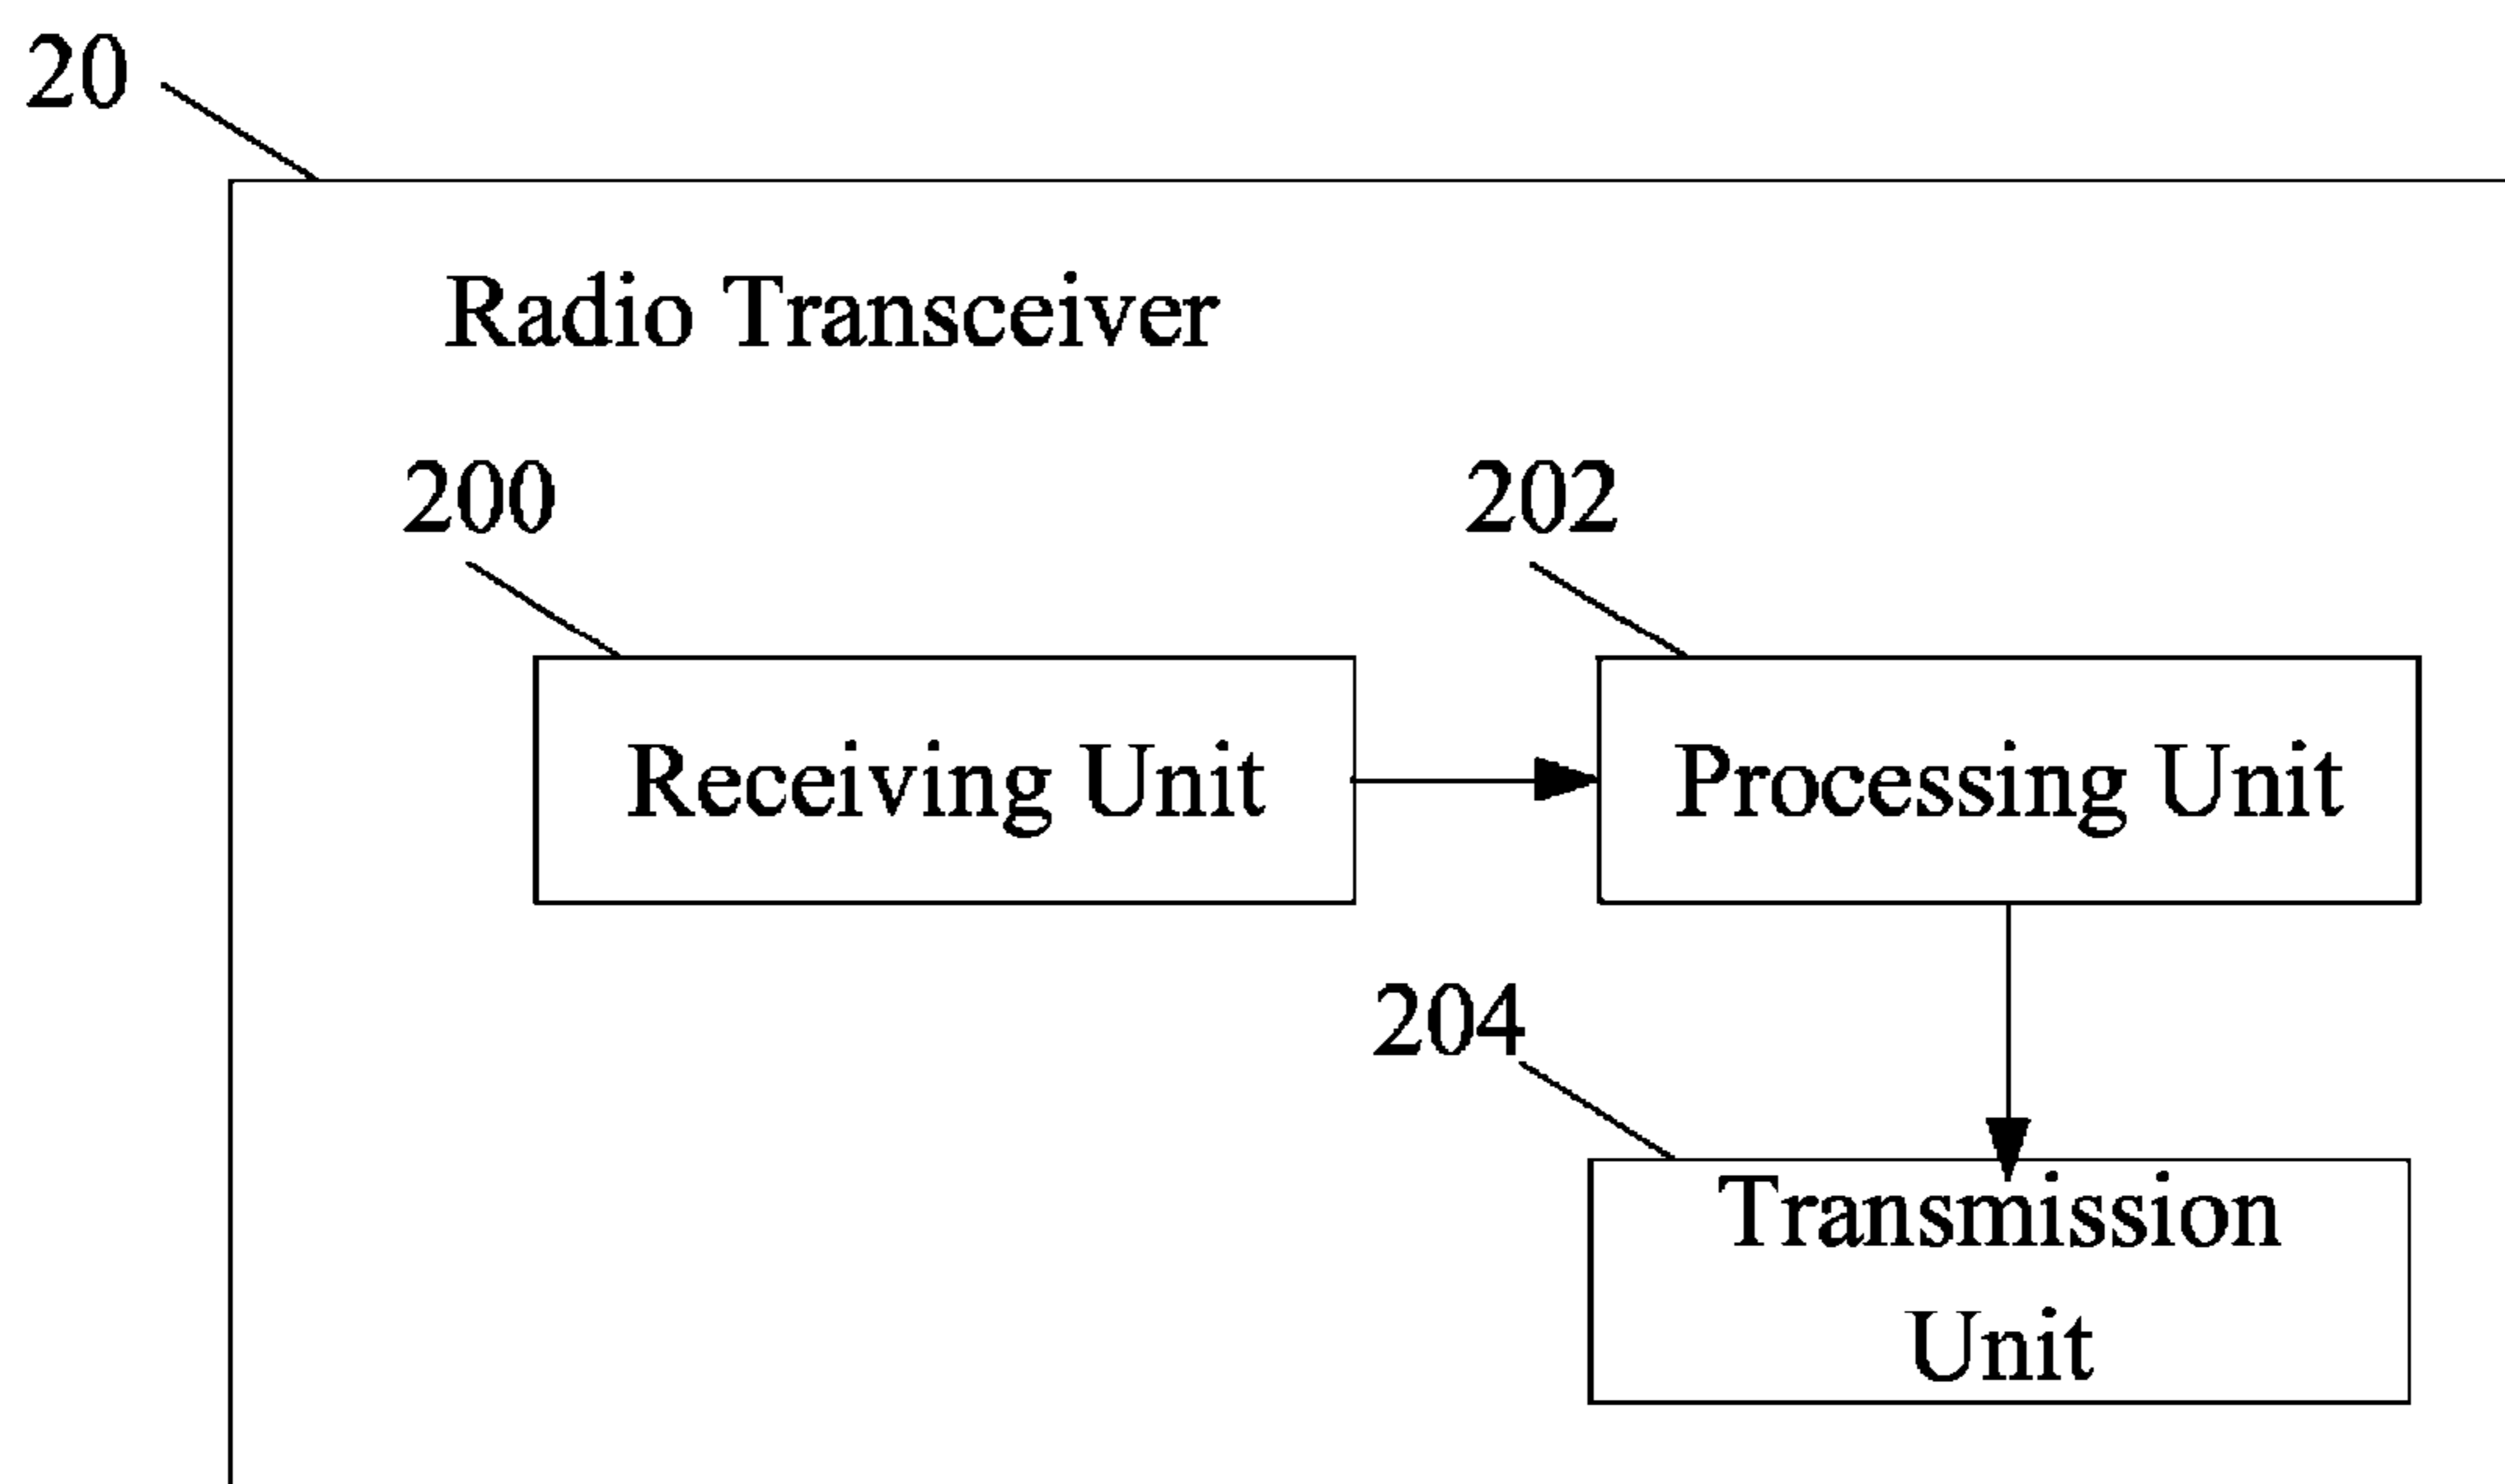 20
Radio Transceiver
200
202
Receiving Unit
Processing Unit
204
Transmission
Unit